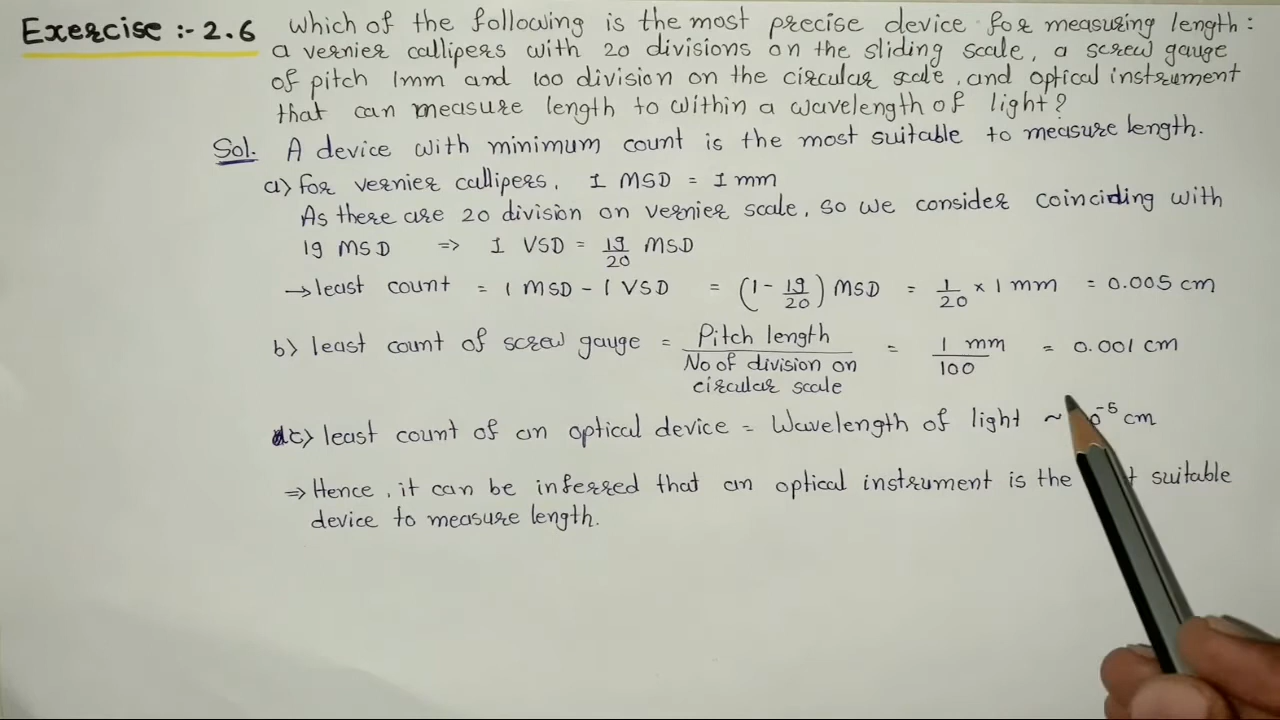 Exercise :- 2.6 Which of the following is the most precise device for measuring length :
a vernier callipers with 20 divisions on the sliding scale, a screw gauge
of pitch 1mm and 100 division on the circular scale, and optical instrument
that can measure length to within a wavelength of light?
Sol. A device with minimum count is the most suitable to measure length.
a) for vernier callipers, 1 MSD = 1 mm
As there are 20 division on vernier scale, so we consider coinciding with
19 MSD => 1 VSD = 19/20 MSD
→ least count = 1 MSD - 1 VSD = (1 - 19/20) MSD = 1/20 × 1 mm = 0.005 cm
b) least count of screw gauge = Pitch length / No of division on circular scale = 1 mm / 100 = 0.001 cm
c) least count of an optical device = Wavelength of light ~ 0⁻⁵ cm
⇒ Hence, it can be inferred that an optical instrument is the suitable
device to measure length.